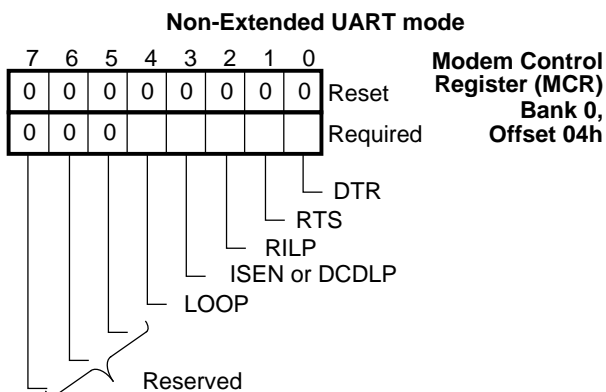 Non-Extended UART mode
7 6 5 4 3 2 1 0
Modem Control
Register (MCR)
Bank 0,
Offset 04h
0 0 0 0 0 0 0 0 Reset
0 0 0 Required
DTR
RTS
RILP
ISEN or DCDLP
LOOP
Reserved